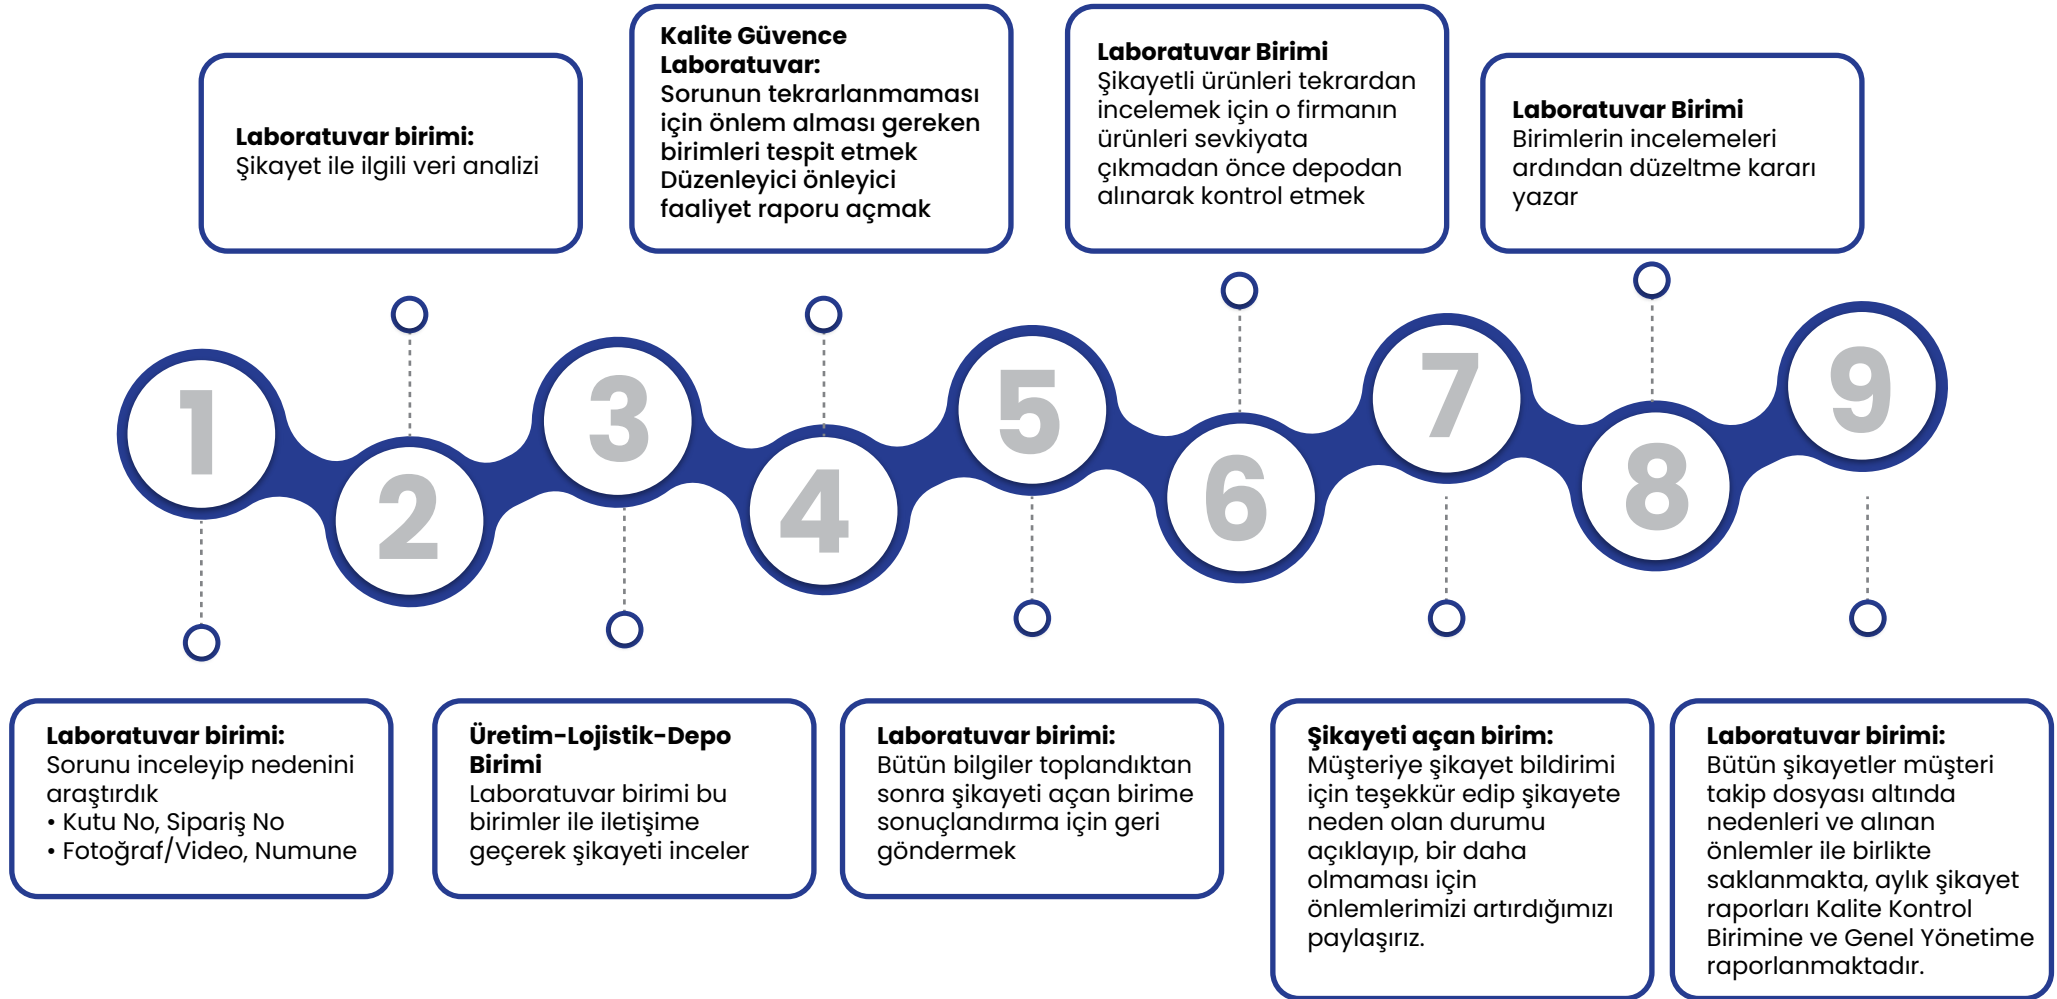 Laboratuvar birimi:
Şikayet ile ilgili veri analizi
Kalite Güvence
Laboratuvar:
Sorunun tekrarlanmaması
için önlem alması gereken
birimleri tespit etmek
Düzenleyici önleyici
faaliyet raporu açmak
Laboratuvar Birimi
Şikayetli ürünleri tekrardan
incelemek için o firmanın
ürünleri sevkiyata
çıkmadan önce depodan
alınarak kontrol etmek
Laboratuvar Birimi
Birimlerin incelemeleri
ardından düzeltme kararı
yazar
1
2
3
4
5
6
7
8
9
Laboratuvar birimi:
Sorunu inceleyip nedenini
araştırdık
• Kutu No, Sipariş No
• Fotoğraf/Video, Numune
Üretim-Lojistik-Depo
Birimi
Laboratuvar birimi bu
birimler ile iletişime
geçerek şikayeti inceler
Laboratuvar birimi:
Bütün bilgiler toplandıktan
sonra şikayeti açan birime
sonuçlandırma için geri
göndermek
Şikayeti açan birim:
Müşteriye şikayet bildirimi
için teşekkür edip şikayete
neden olan durumu
açıklayıp, bir daha
olmaması için
önlemlerimizi artırdığımızı
paylaşırız.
Laboratuvar birimi:
Bütün şikayetler müşteri
takip dosyası altında
nedenleri ve alınan
önlemler ile birlikte
saklanmakta, aylık şikayet
raporları Kalite Kontrol
Birimine ve Genel Yönetime
raporlanmaktadır.